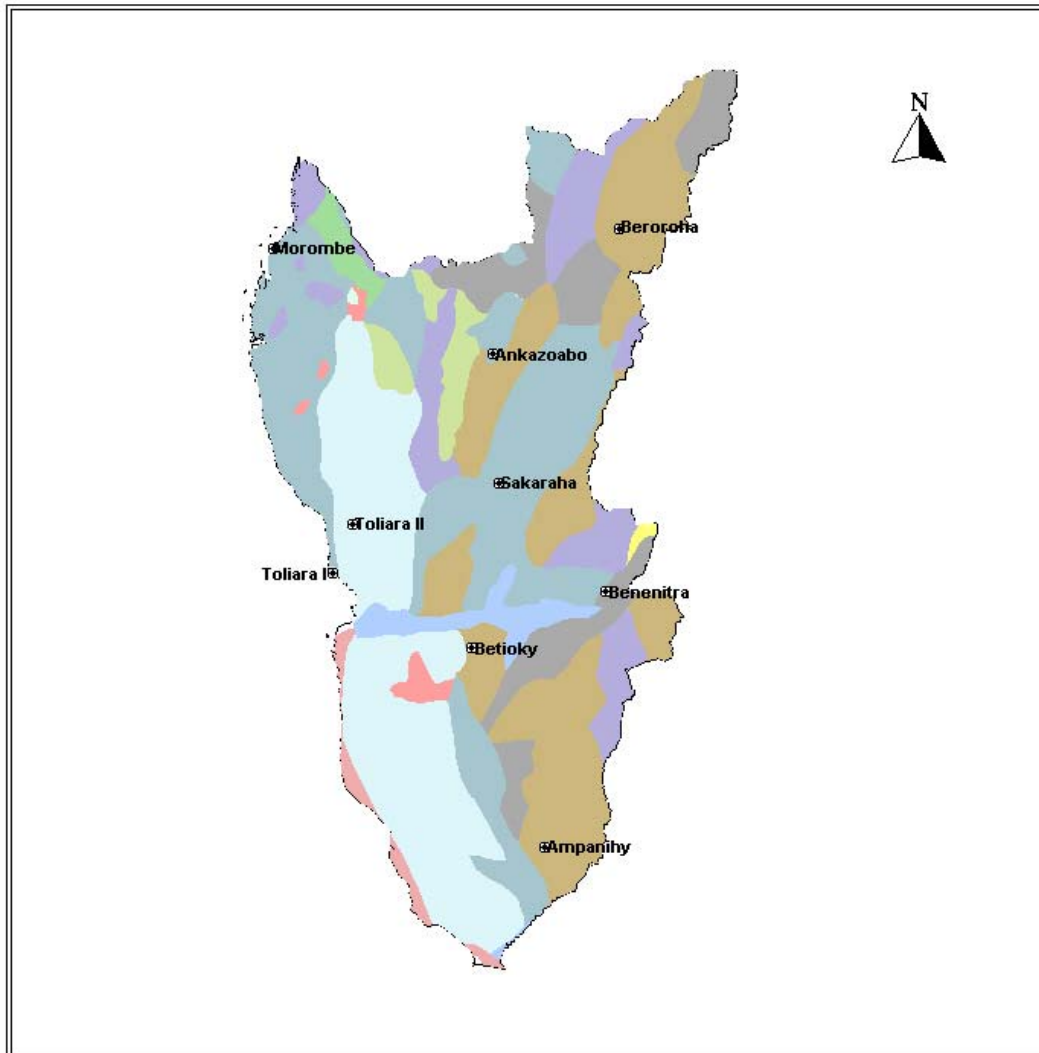 N
Beroroha
Morombe
Ankazoabo
Sakaraha
Toliara II
Toliara I
Benenitra
Betioky
Ampanihy